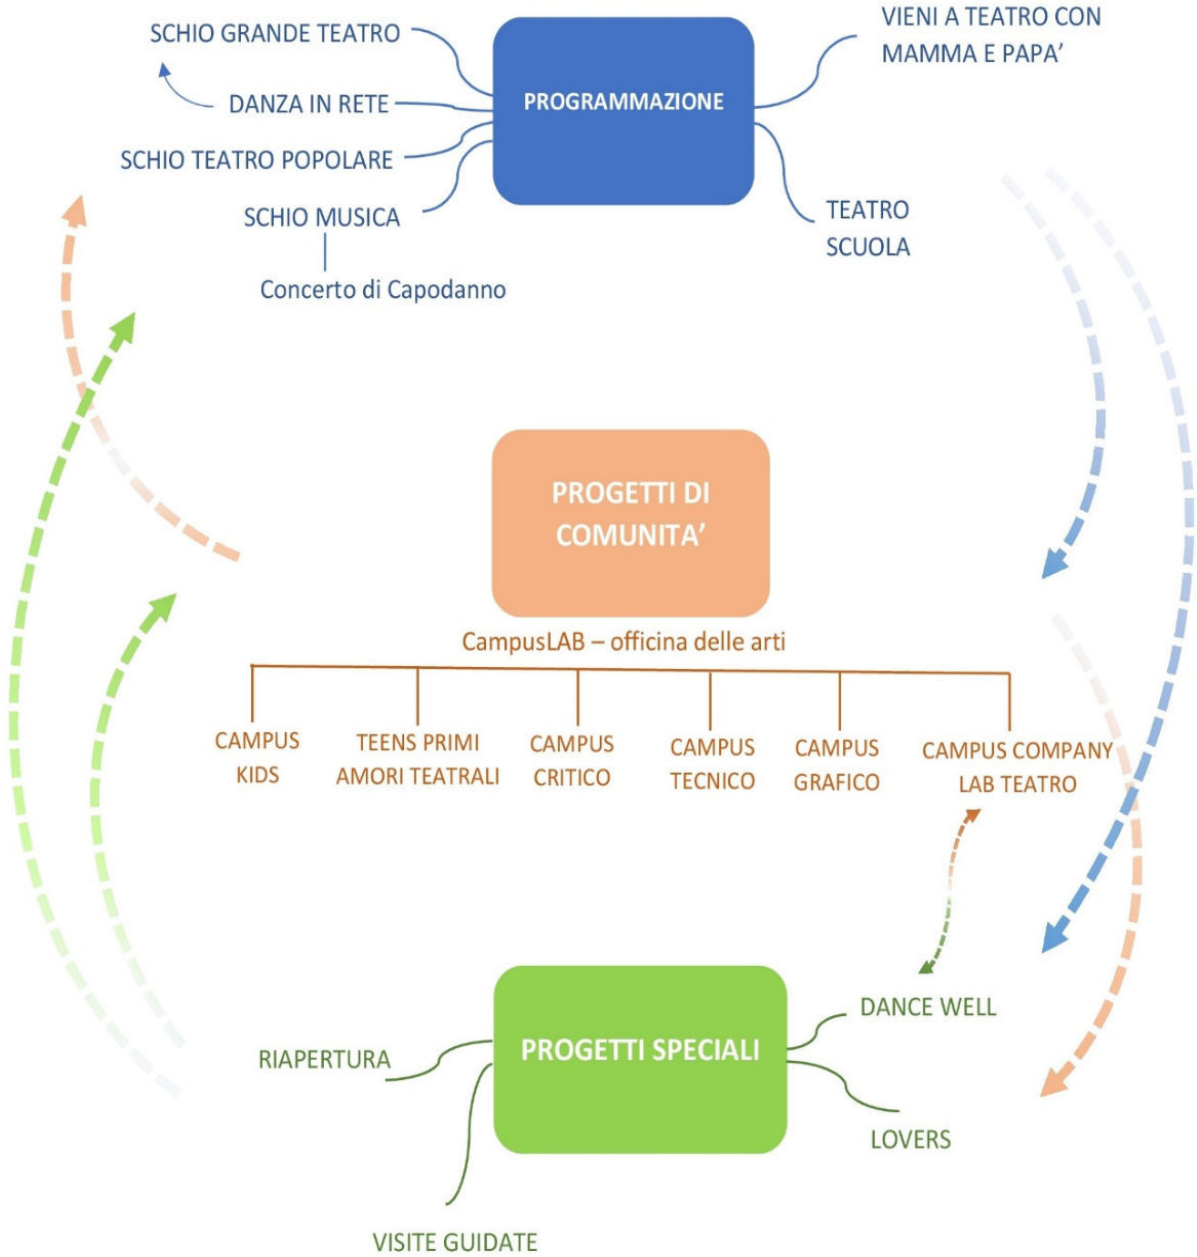 SCHIO GRANDE TEATRO
DANZA IN RETE
SCHIO TEATRO POPOLARE
SCHIO MUSICA
Concerto di Capodanno
PROGRAMMAZIONE
VIENI A TEATRO CON
MAMMA E PAPA’
TEATRO
SCUOLA
PROGETTI DI
COMUNITA’
CampusLAB – officina delle arti
CAMPUS
KIDS
TEENS PRIMI
AMORI TEATRALI
CAMPUS
CRITICO
CAMPUS
TECNICO
CAMPUS
GRAFICO
CAMPUS COMPANY
LAB TEATRO
PROGETTI SPECIALI
RIAPERTURA
VISITE GUIDATE
DANCE WELL
LOVERS